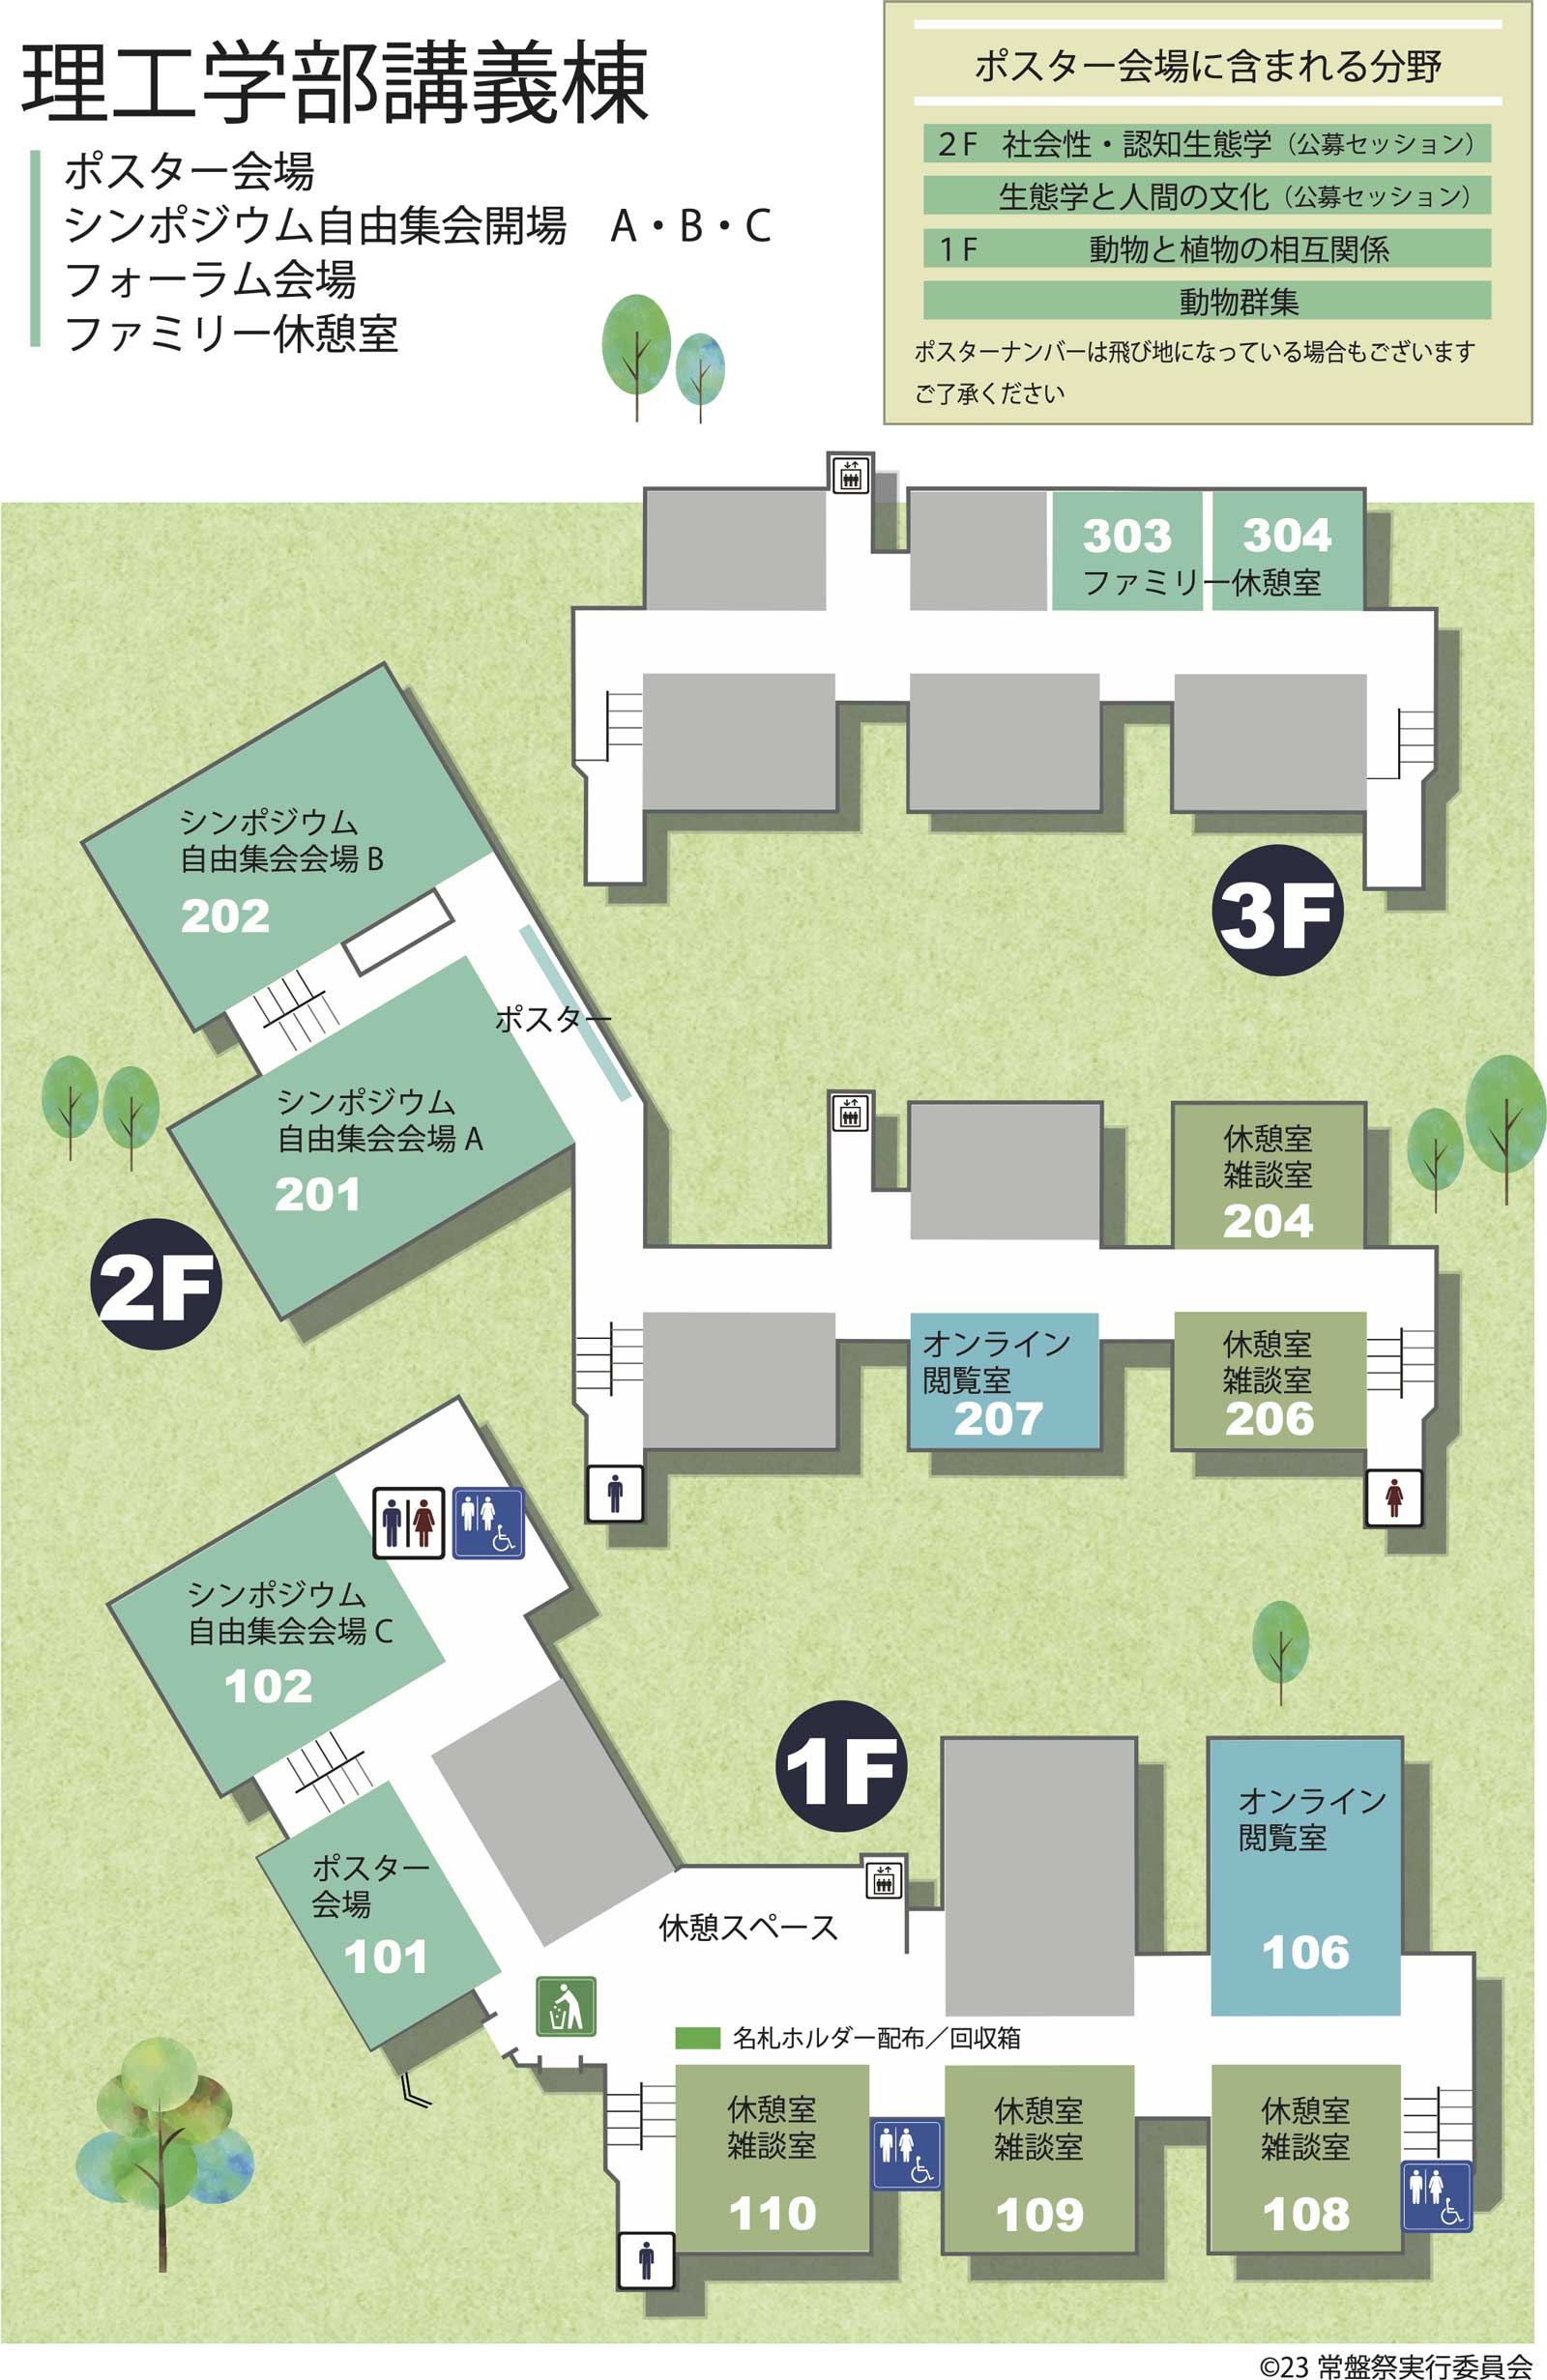 理工学部講義棟
ポスター会場
シンポジウム自由集会開場　A・B・C
フォーラム会場
ファミリー休憩室
ポスター会場に含まれる分野
2F 社会性・認知生態学（公募セッション）
生態学と人間の文化（公募セッション）
1F 動物と植物の相互関係
動物群集
ポスターナンバーは飛び地になっている場合もございます
ご了承ください
303 304
ファミリー休憩室
3F
シンポジウム
自由集会会場 B
202
ポスター
シンポジウム
自由集会会場 A
201
2F
休憩室
雑談室
204
オンライン
閲覧室
207
休憩室
雑談室
206
シンポジウム
自由集会会場 C
102
1F
ポスター
会場
101
休憩スペース
オンライン
閲覧室
106
名札ホルダー配布／回収箱
休憩室
雑談室
110
休憩室
雑談室
109
休憩室
雑談室
108
©23 常盤祭実行委員会